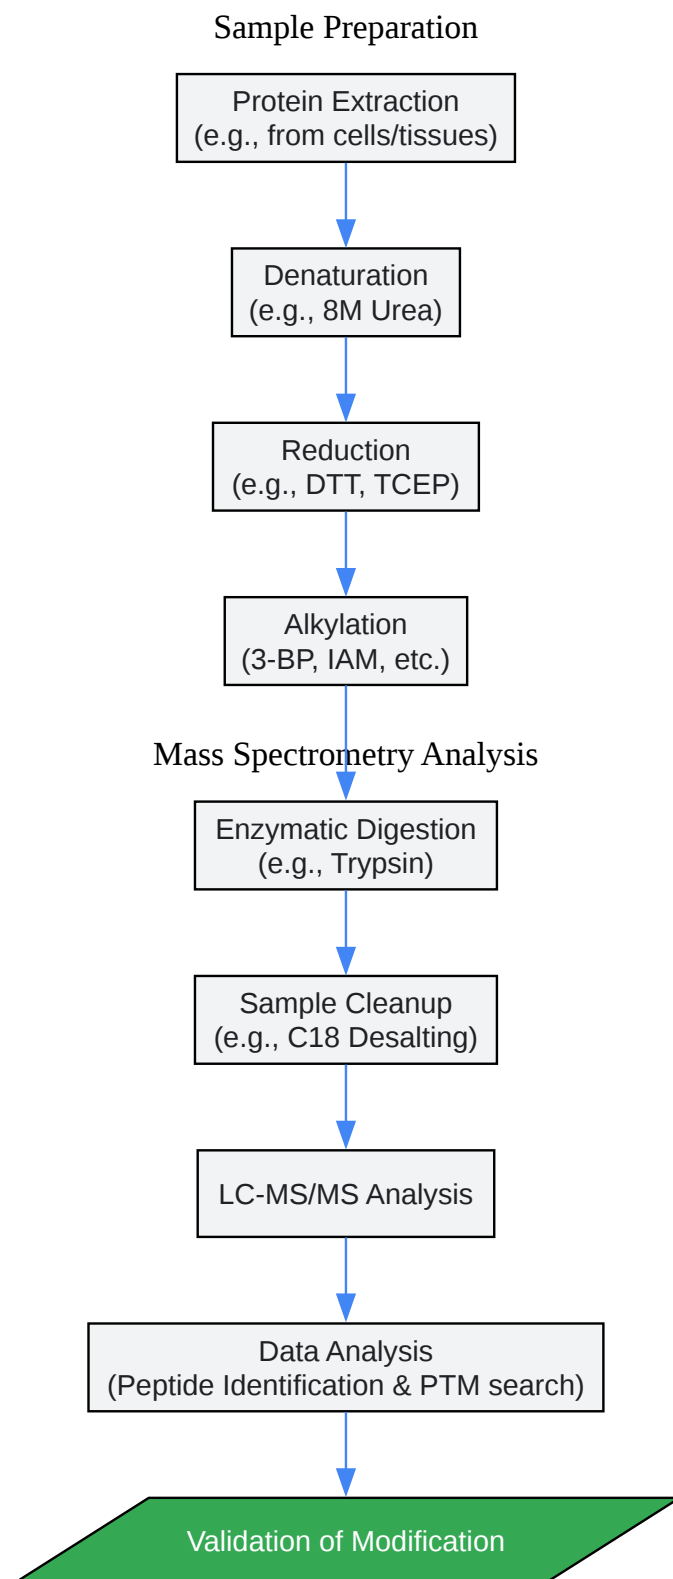 Sample Preparation
Protein Extraction
(e.g., from cells/tissues)
Denaturation
(e.g., 8M Urea)
Reduction
(e.g., DTT, TCEP)
Alkylation
(3-BP, IAM, etc.)
Mass Spectrometry Analysis
Enzymatic Digestion
(e.g., Trypsin)
Sample Cleanup
(e.g., C18 Desalting)
LC-MS/MS Analysis
Data Analysis
(Peptide Identification & PTM search)
Validation of Modification